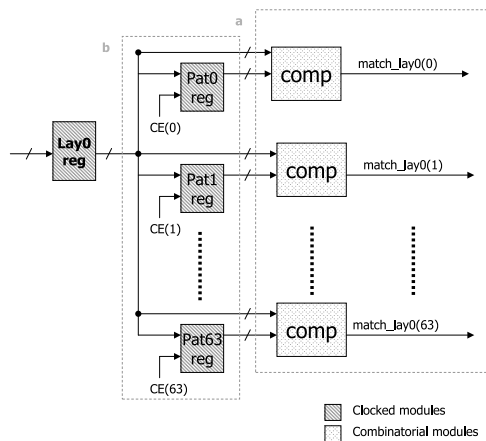 a
b
Pat0
reg
comp
match_lay0(0)
CE(0)
Lay0
reg
Pat1
reg
comp
match_lay0(1)
CE(1)
Pat63
reg
comp
match_lay0(63)
CE(63)
Clocked modules
Combinatorial modules